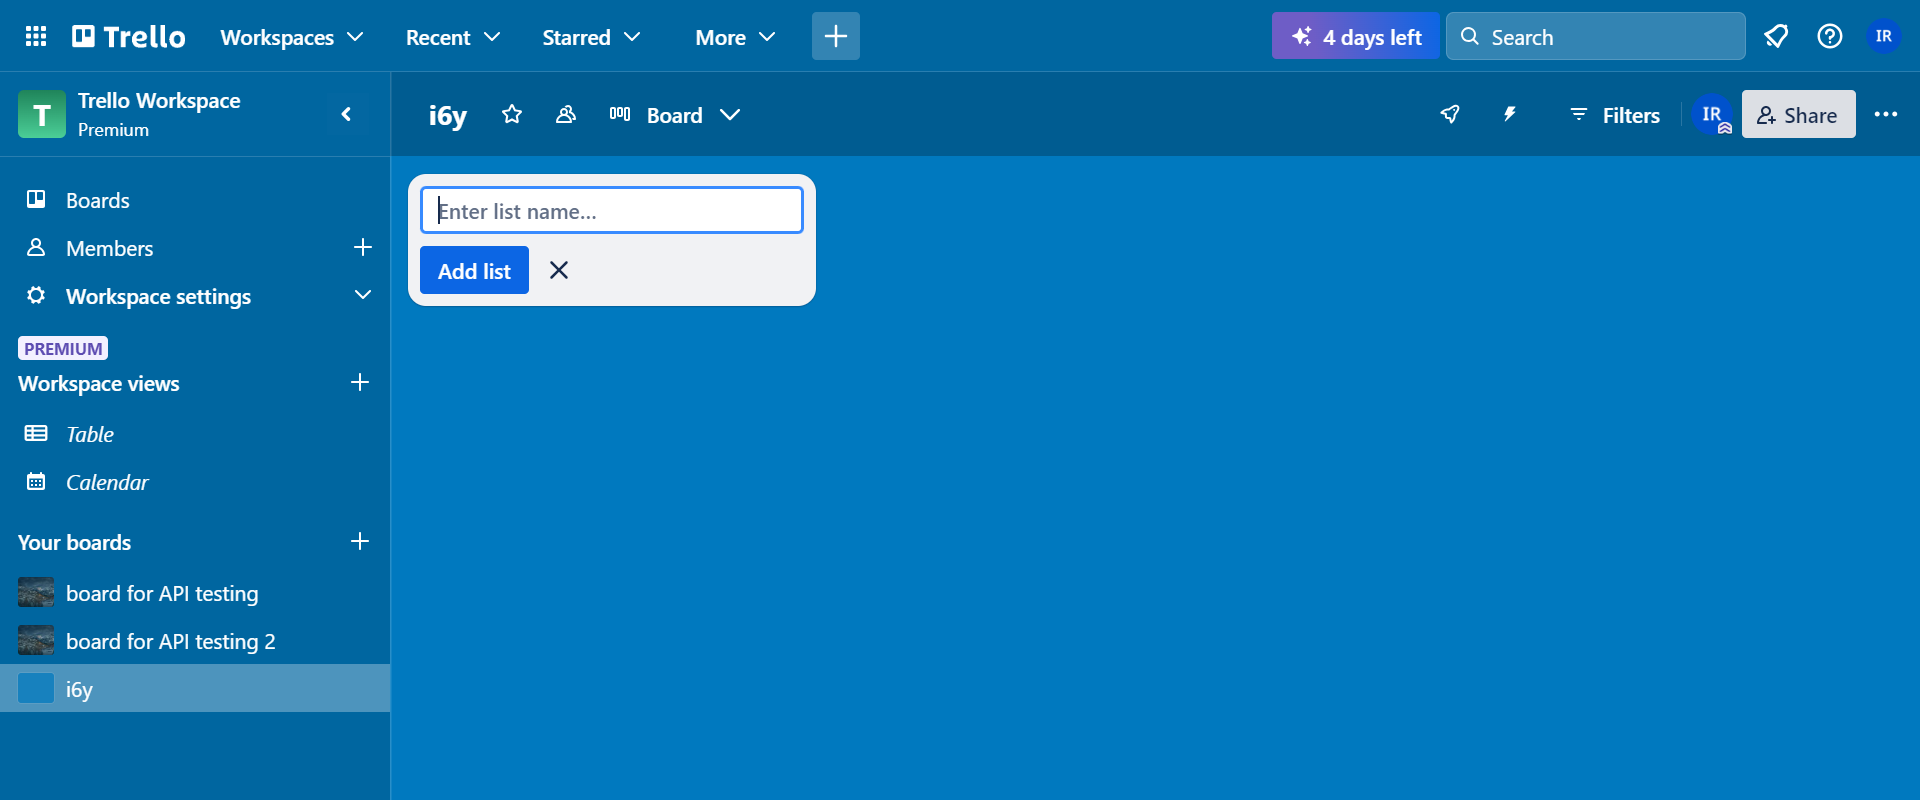 Trello
Workspaces
Recent
Starred
More
4 days left
Search
IR
T
Trello Workspace
Premium
i6y
Board
Filters
IR
Share
Boards
Members
Workspace settings
PREMIUM
Workspace views
Table
Calendar
Your boards
board for API testing
board for API testing 2
i6y
Enter list name...
Add list